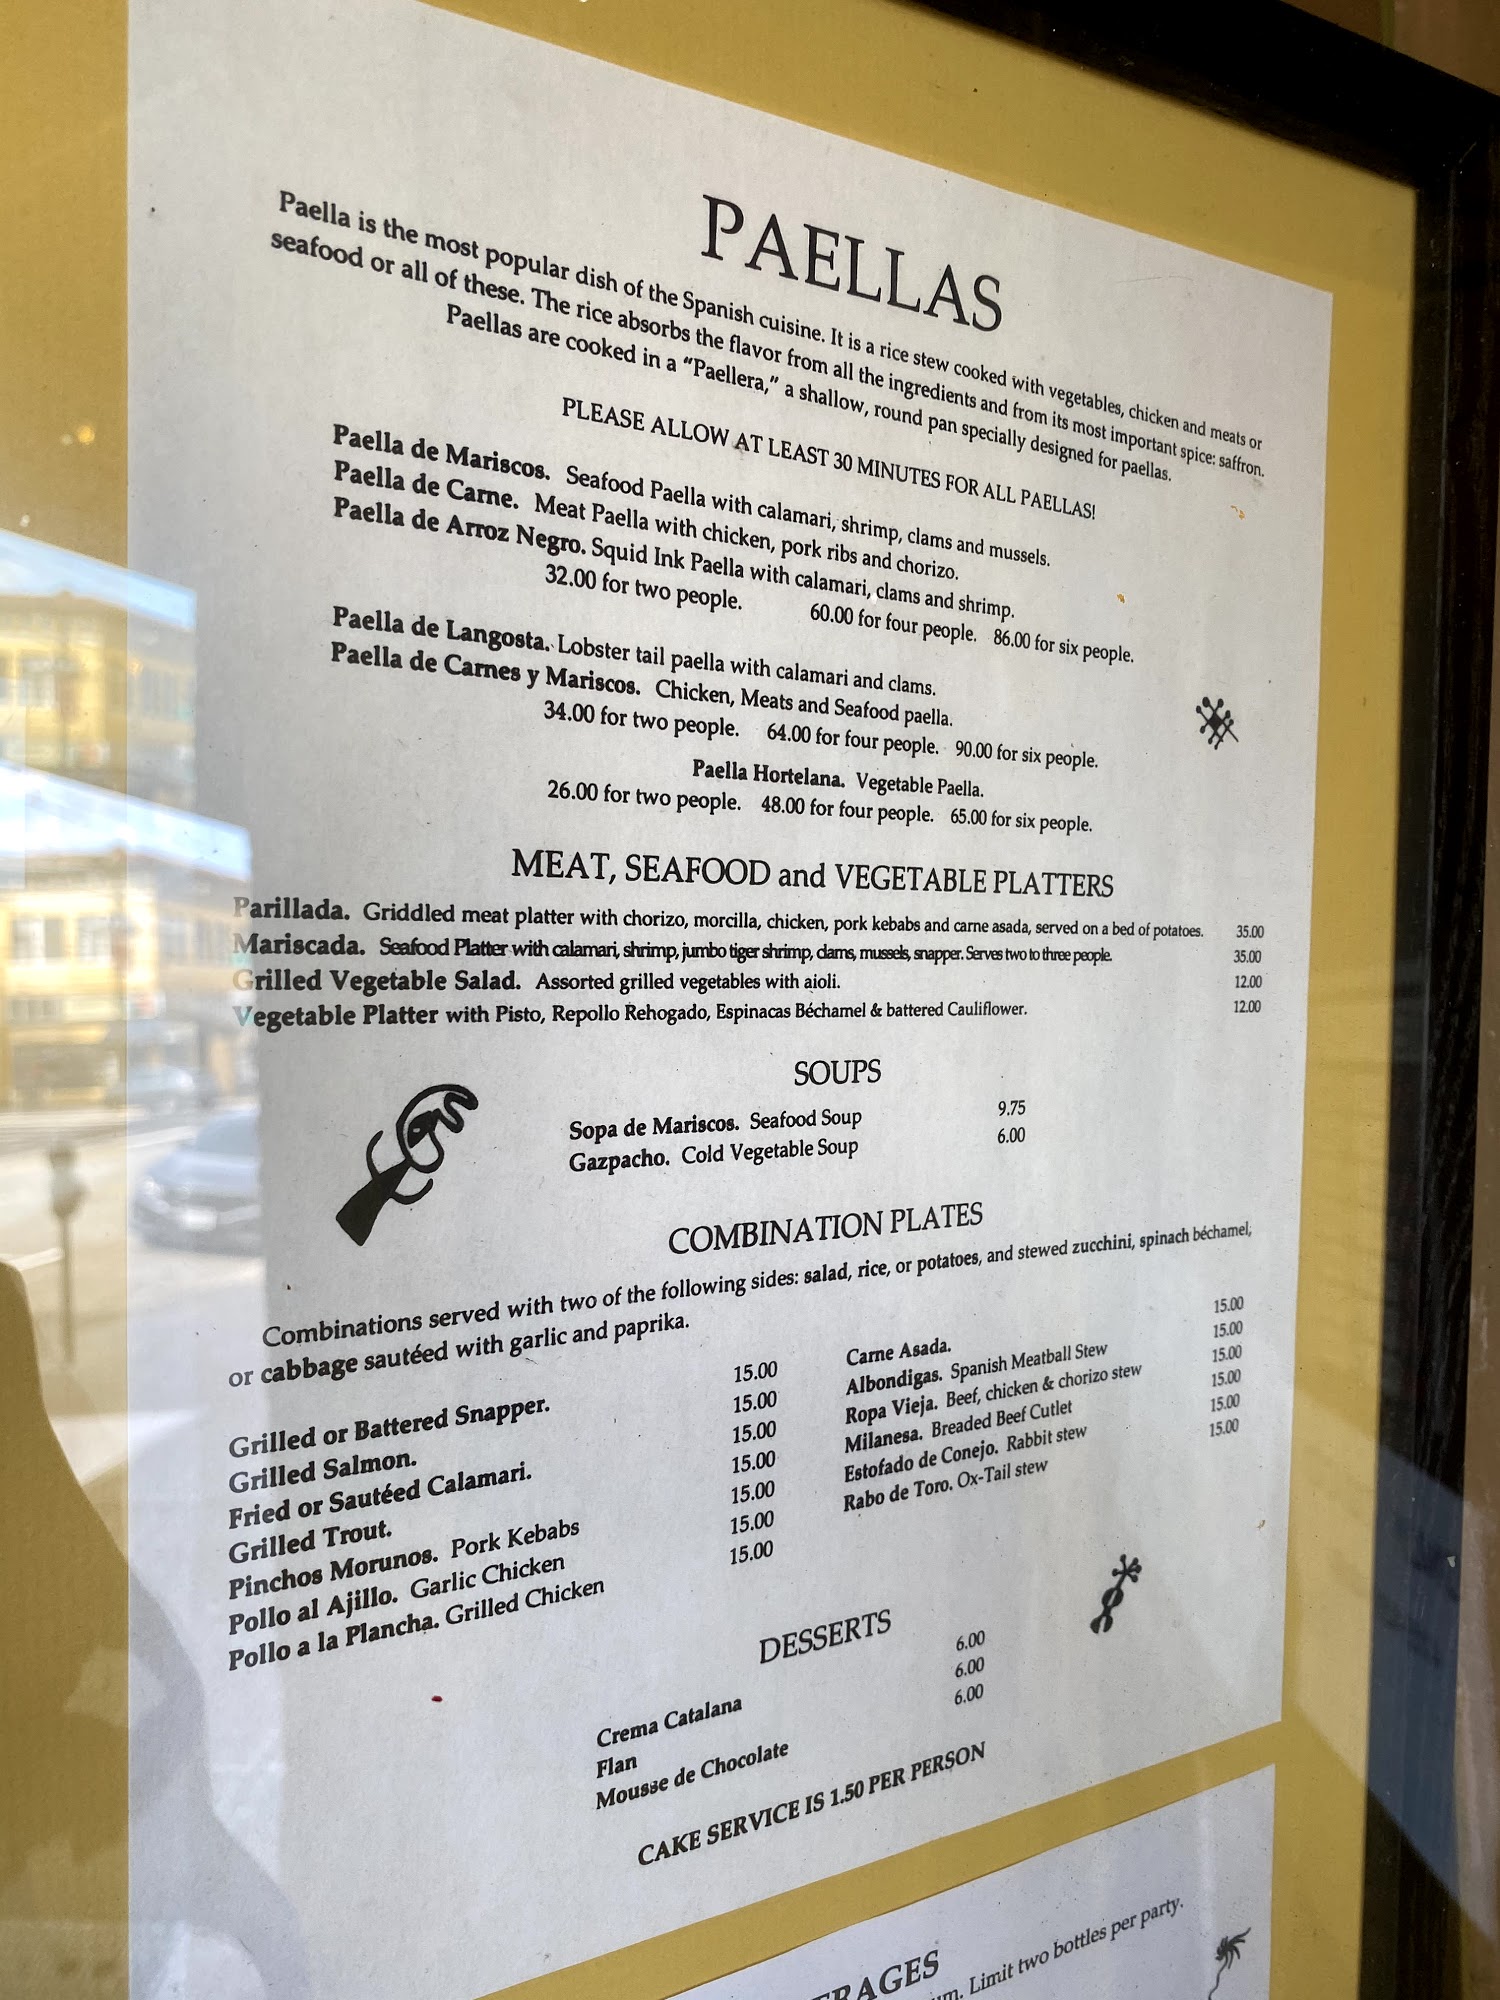 PAELLAS
Paella is the most popular dish of the Spanish cuisine. It is a rice stew cooked with vegetables, chicken and meats or
seafood or all of these. The rice absorbs the flavor from all the ingredients and from its most important spice: saffron.
Paellas are cooked in a "Paellera," a shallow, round pan specially designed for paellas.
PLEASE ALLOW AT LEAST 30 MINUTES FOR ALL PAELLAS!
Paella de Mariscos. Seafood Paella with calamari, shrimp, clams and mussels.
Paella de Carne. Meat Paella with chicken, pork ribs and chorizo.
Paella de Arroz Negro. Squid Ink Paella with calamari, clams and shrimp.
32.00 for two people. 60.00 for four people. 86.00 for six people.
Paella de Langosta. Lobster tail paella with calamari and clams.
Paella de Carnes y Mariscos. Chicken, Meats and Seafood paella.
34.00 for two people. 64.00 for four people. 90.00 for six people.
Paella Hortelana. Vegetable Paella.
26.00 for two people. 48.00 for four people. 65.00 for six people.
MEAT, SEAFOOD and VEGETABLE PLATTERS
Parillada. Griddled meat platter with chorizo, morcilla, chicken, pork kebabs and carne asada, served on a bed of potatoes. 35.00
Mariscada. Seafood Platter with calamari, shrimp, jumbo tiger shrimp, clams, mussels, snapper. Serves two to three people. 35.00
Grilled Vegetable Salad. Assorted grilled vegetables with aioli. 12.00
Vegetable Platter with Pisto, Repollo Rehogado, Espinacas Béchamel & battered Cauliflower. 12.00
SOUPS
Sopa de Mariscos. Seafood Soup 9.75
Gazpacho. Cold Vegetable Soup 6.00
COMBINATION PLATES
Combinations served with two of the following sides: salad, rice, or potatoes, and stewed zucchini, spinach béchamel,
or cabbage sautéed with garlic and paprika.
Grilled or Battered Snapper. 15.00
Grilled Salmon. 15.00
Fried or Sautéed Calamari. 15.00
Grilled Trout. 15.00
Pinchos Morunos. Pork Kebabs 15.00
Pollo al Ajillo. Garlic Chicken 15.00
Pollo a la Plancha. Grilled Chicken 15.00
Carne Asada. 15.00
Albondigas. Spanish Meatball Stew 15.00
Ropa Vieja. Beef, chicken & chorizo stew 15.00
Milanesa. Breaded Beef Cutlet 15.00
Estofado de Conejo. Rabbit stew 15.00
Rabo de Toro. Ox-Tail stew 15.00
DESSERTS
Crema Catalana 6.00
Flan 6.00
Mousse de Chocolate 6.00
CAKE SERVICE IS 1.50 PER PERSON
Limit two bottles per party.